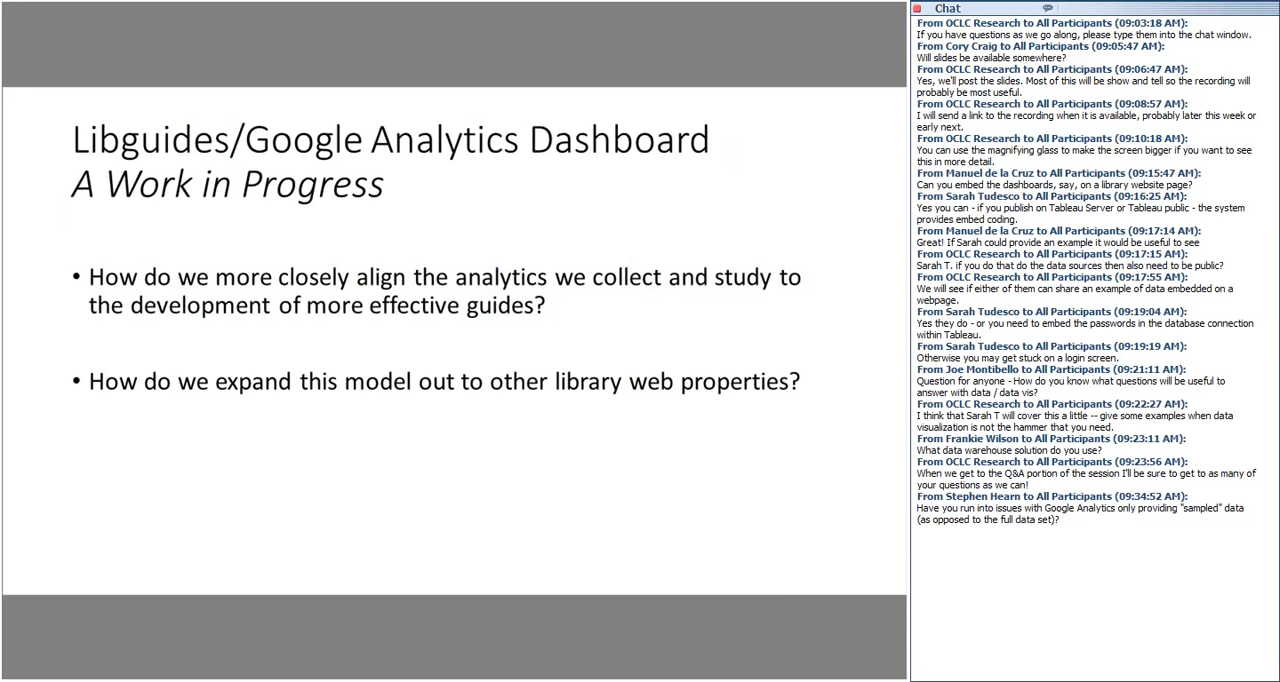 Libguides/Google Analytics Dashboard
A Work in Progress
• How do we more closely align the analytics we collect and study to
the development of more effective guides?
• How do we expand this model out to other library web properties?
Chat
From OCLC Research to All Participants (09:03:18 AM):
If you have questions as we go along, please type them into the chat window.
From Cory Craig to All Participants (09:05:47 AM):
Will slides be available somewhere?
From OCLC Research to All Participants (09:06:47 AM):
Yes, we'll post the slides. Most of this will be show and tell so the recording will
probably be most useful.
From OCLC Research to All Participants (09:08:57 AM):
I will send a link to the recording when it is available, probably later this week or
early next.
From OCLC Research to All Participants (09:10:18 AM):
You can use the magnifying glass to make the screen bigger if you want to see
this in more detail.
From Manuel de la Cruz to All Participants (09:15:47 AM):
Can you embed the dashboards, say, on a library website page?
From Sarah Tudesco to All Participants (09:16:25 AM):
Yes you can - if you publish on Tableau Server or Tableau public - the system
provides embed coding.
From Manuel de la Cruz to All Participants (09:17:14 AM):
Great! If Sarah could provide an example it would be useful to see
From OCLC Research to All Participants (09:17:15 AM):
Sarah T. if you do that do the data sources then also need to be public?
From OCLC Research to All Participants (09:17:55 AM):
We will see if either of them can share an example of data embedded on a
webpage.
From Sarah Tudesco to All Participants (09:19:04 AM):
Yes they do - or you need to embed the passwords in the database connection
within Tableau.
From Sarah Tudesco to All Participants (09:19:19 AM):
Otherwise you may get stuck on a login screen.
From Joe Montibello to All Participants (09:21:11 AM):
Question for anyone - How do you know what questions will be useful to
answer with data / data vis?
From OCLC Research to All Participants (09:22:27 AM):
I think that Sarah T will cover this a little -- give some examples when data
visualization is not the hammer that you need.
From Frankie Wilson to All Participants (09:23:11 AM):
What data warehouse solution do you use?
From OCLC Research to All Participants (09:23:56 AM):
When we get to the Q&A portion of the session I'll be sure to get to as many of
your questions as we can!
From Stephen Hearn to All Participants (09:34:52 AM):
Have you run into issues with Google Analytics only providing "sampled" data
(as opposed to the full data set)?